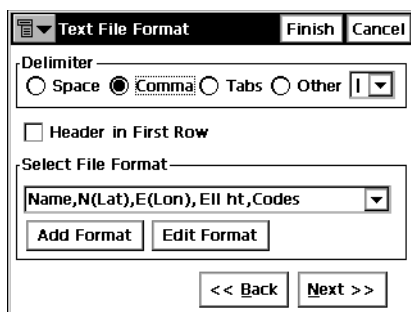 Text File Format Finish Cancel
Delimiter
Space Comma Tabs Other |
Header in First Row
Select File Format
Name,N(Lat),E(Lon), Ell ht,Codes
Add Format Edit Format
<< Back Next >>